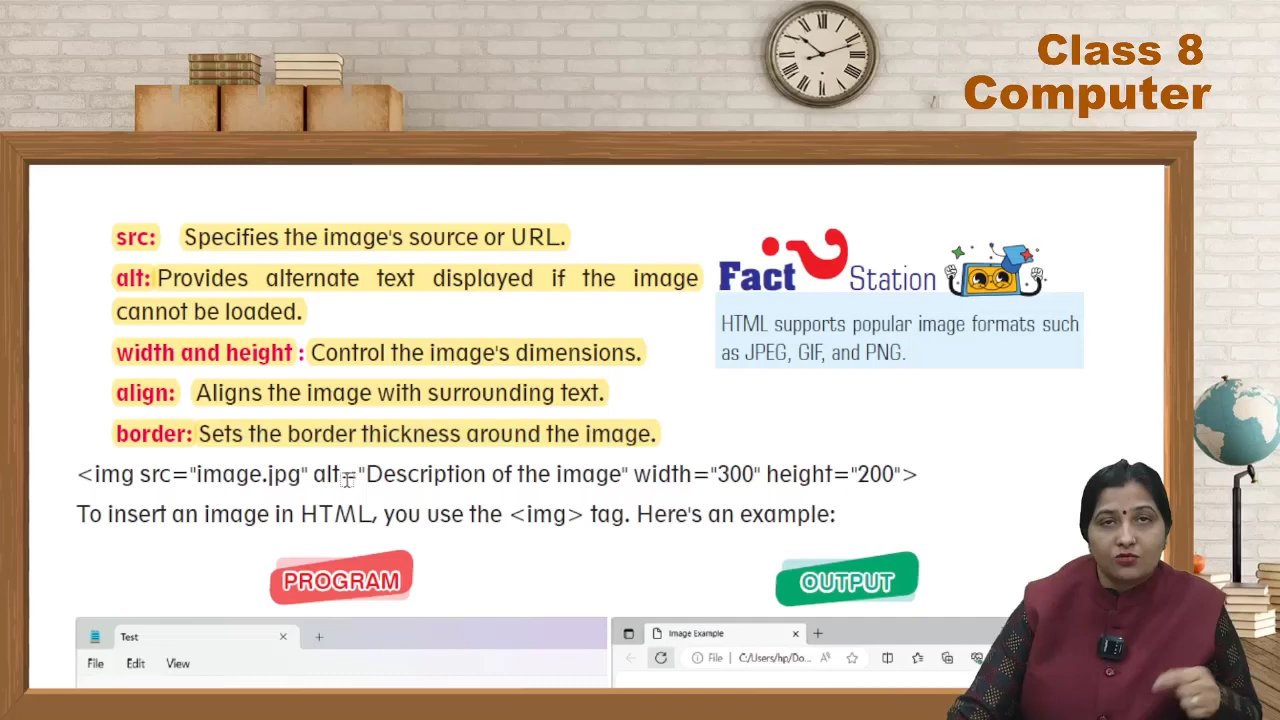 Class 8
Computer
src: Specifies the image's source or URL.
alt: Provides alternate text displayed if the image
cannot be loaded.
width and height : Control the image's dimensions.
align: Aligns the image with surrounding text.
border: Sets the border thickness around the image.
Fact Station
HTML supports popular image formats such
as JPEG, GIF, and PNG.
<img src="image.jpg" alt="Description of the image" width="300" height="200">
To insert an image in HTML, you use the <img> tag. Here's an example:
PROGRAM
OUTPUT
Test
File Edit View
Image Example
File C:/Users/hp/Do...